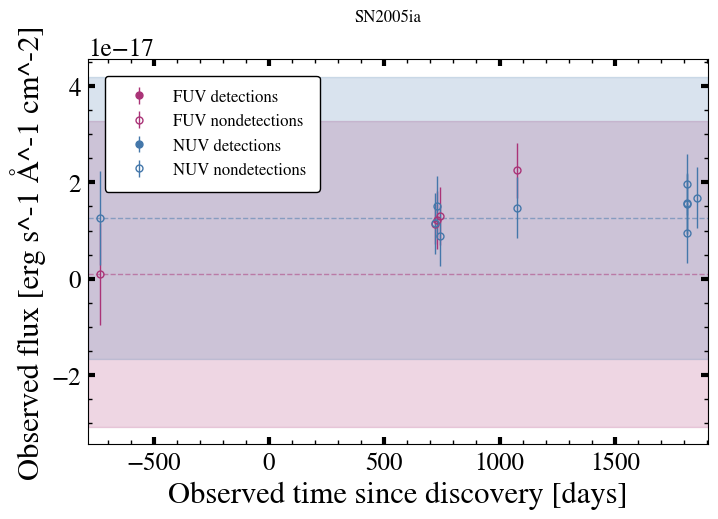 SN2005ia
1e−17
FUV detections
FUV nondetections
NUV detections
NUV nondetections
4
2
0
−2
Observed flux [erg s^-1 Å^-1 cm^-2]
−500 0 500 1000 1500
Observed time since discovery [days]